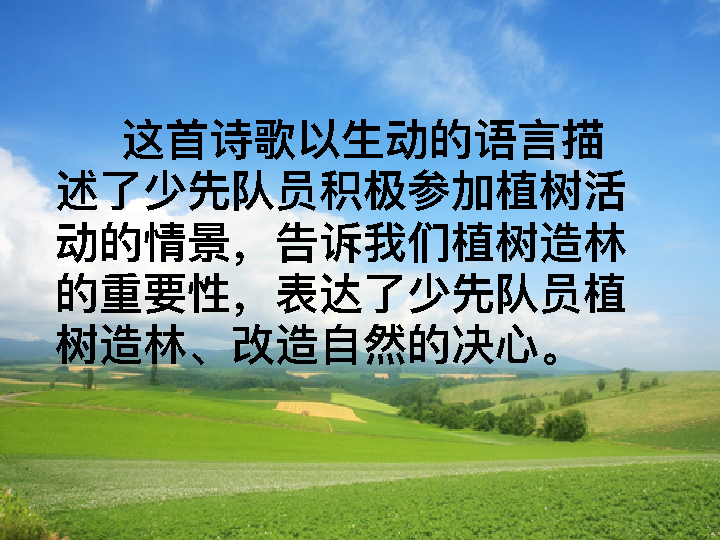 这首诗歌以生动的语言描
述了少先队员积极参加植树活
动的情景，告诉我们植树造林
的重要性，表达了少先队员植
树造林、改造自然的决心。